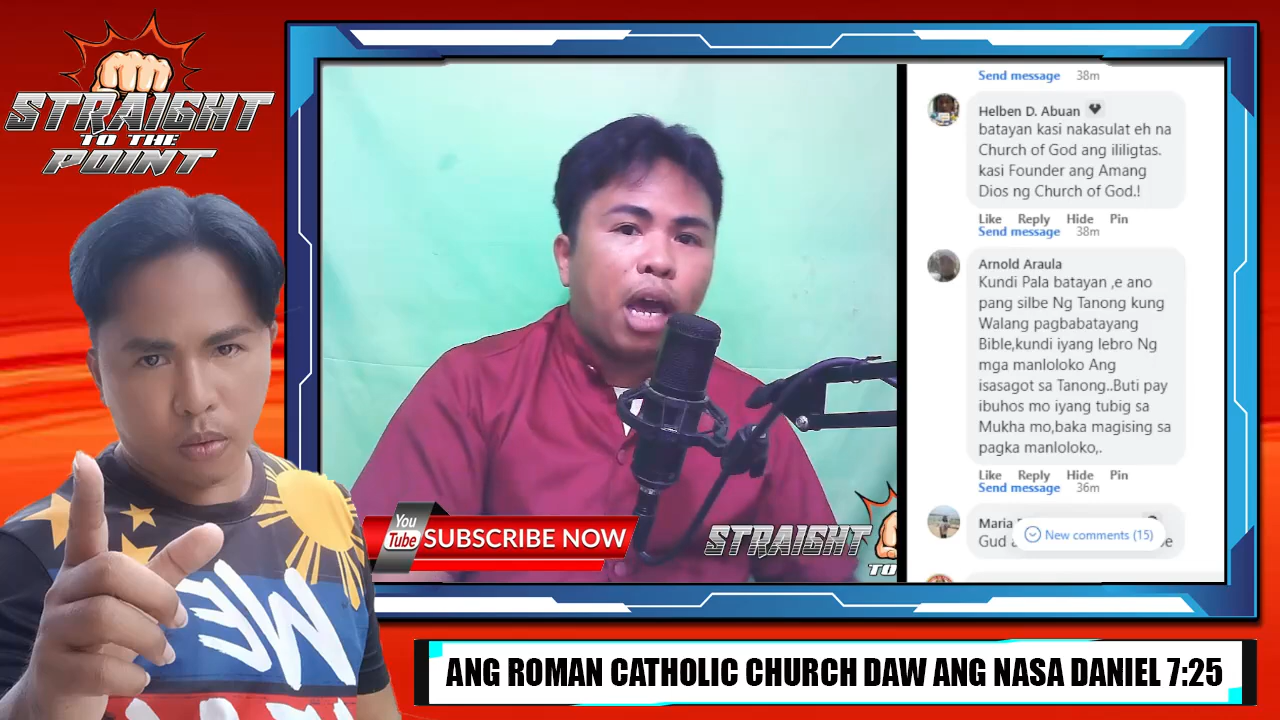 STRAIGHT
TO THE
POINT
Send message 38m
Helben D. Abuan
batayan kasi nakasulat eh na
Church of God ang ililigtas.
kasi Founder ang Amang
Dios ng Church of God.!
Like Reply Hide Pin
Send message 38m
Arnold Araula
Kundi Pala batayan ,e ano
pang silbe Ng Tanong kung
Walang pagbabatayang
Bible,kundi iyang lebro Ng
mga manloloko Ang
isasagot sa Tanong..Buti pay
ibuhos mo iyang tubig sa
Mukha mo,baka magising sa
pagka manloloko,.
Like Reply Hide Pin
Send message 36m
Maria
Gud
New comments (15)
You
Tube
SUBSCRIBE NOW
STRAIGHT
TO
ANG ROMAN CATHOLIC CHURCH DAW ANG NASA DANIEL 7:25